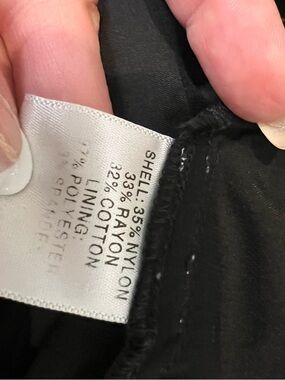 SHELL: 35% NYLON
33% RAYON
32% COTTON
LINING:
% POLYESTER